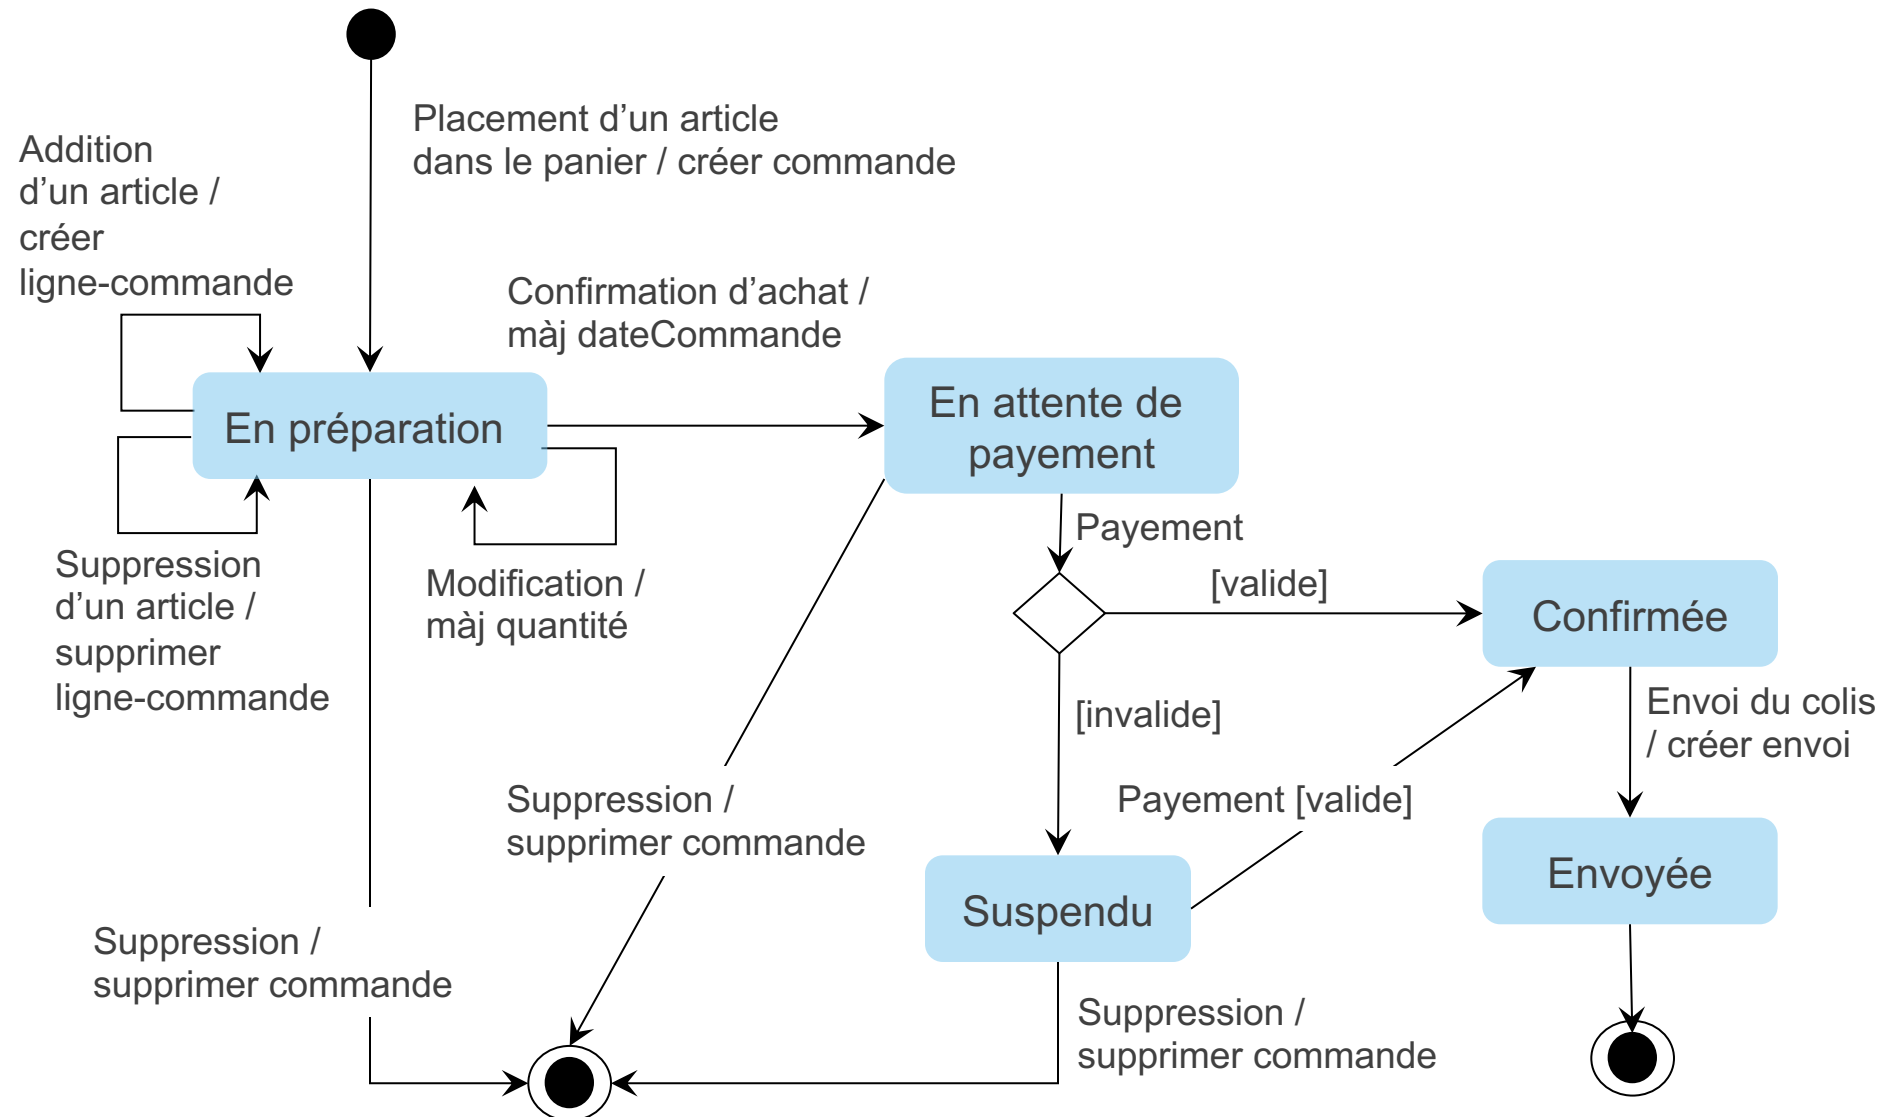 Placement d’un article
dans le panier / créer commande
Addition
d’un article /
créer
ligne-commande
Confirmation d’achat /
màj dateCommande
En préparation
En attente de
payement
Payement
[valide]
Confirmée
Suppression
d’un article /
supprimer
ligne-commande
Modification /
màj quantité
[invalide]
Envoi du colis
/ créer envoi
Suppression /
supprimer commande
Payement [valide]
Suspendu
Envoyée
Suppression /
supprimer commande
Suppression /
supprimer commande